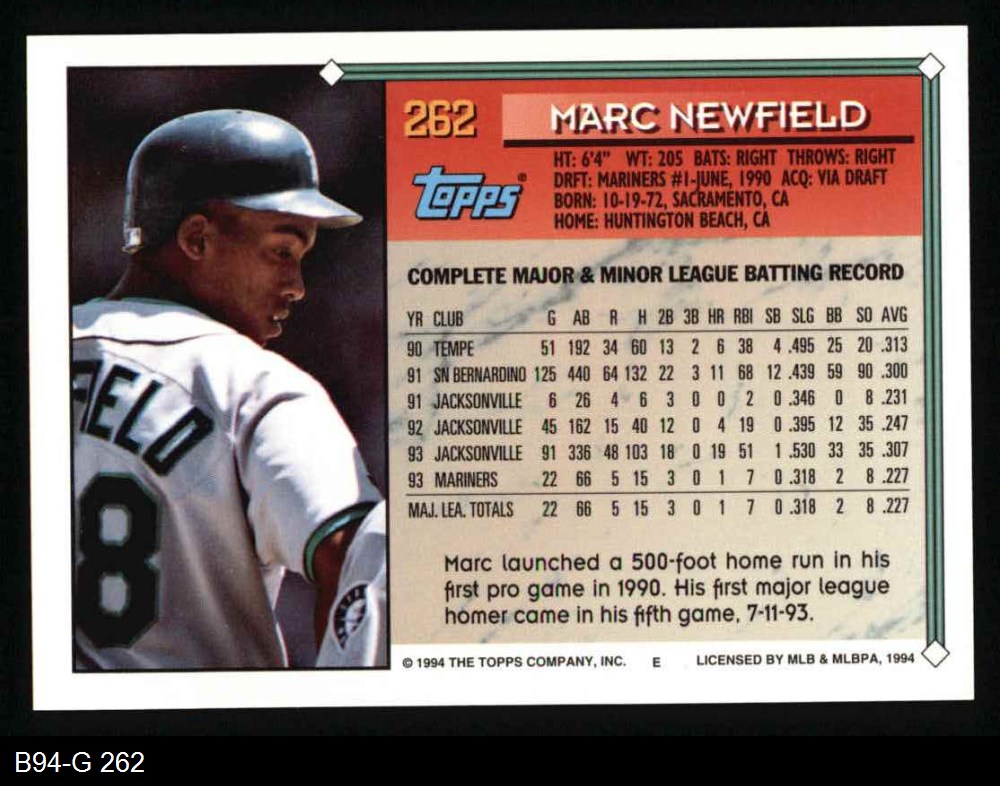 262
MARC NEWFIELD
Topps®
HT: 6'4" WT: 205 BATS: RIGHT THROWS: RIGHT
DRFT: MARINERS #1-JUNE, 1990 ACQ: VIA DRAFT
BORN: 10-19-72, SACRAMENTO, CA
HOME: HUNTINGTON BEACH, CA
COMPLETE MAJOR & MINOR LEAGUE BATTING RECORD
YR CLUB G AB R H 2B 3B HR RBI SB SLG BB SO AVG
90 TEMPE 51 192 34 60 13 2 6 38 4 .495 25 20 .313
91 SN BERNARDINO 125 440 64 132 22 3 11 68 12 .439 59 90 .300
91 JACKSONVILLE 6 26 4 6 3 0 0 2 0 .346 0 8 .231
92 JACKSONVILLE 45 162 15 40 12 0 4 19 0 .395 12 35 .247
93 JACKSONVILLE 91 336 48 103 18 0 19 51 1 .530 33 35 .307
93 MARINERS 22 66 5 15 3 0 1 7 0 .318 2 8 .227
MAJ. LEA. TOTALS 22 66 5 15 3 0 1 7 0 .318 2 8 .227
Marc launched a 500-foot home run in his
first pro game in 1990. His first major league
homer came in his fifth game, 7-11-93.
© 1994 THE TOPPS COMPANY, INC. E LICENSED BY MLB & MLBPA, 1994
FIELD
8
B94-G 262